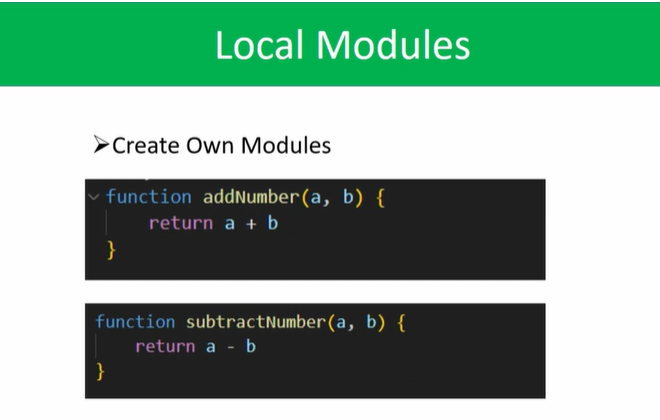 Local Modules
➢Create Own Modules
function addNumber(a, b) {
return a + b
}
function subtractNumber(a, b) {
return a - b
}